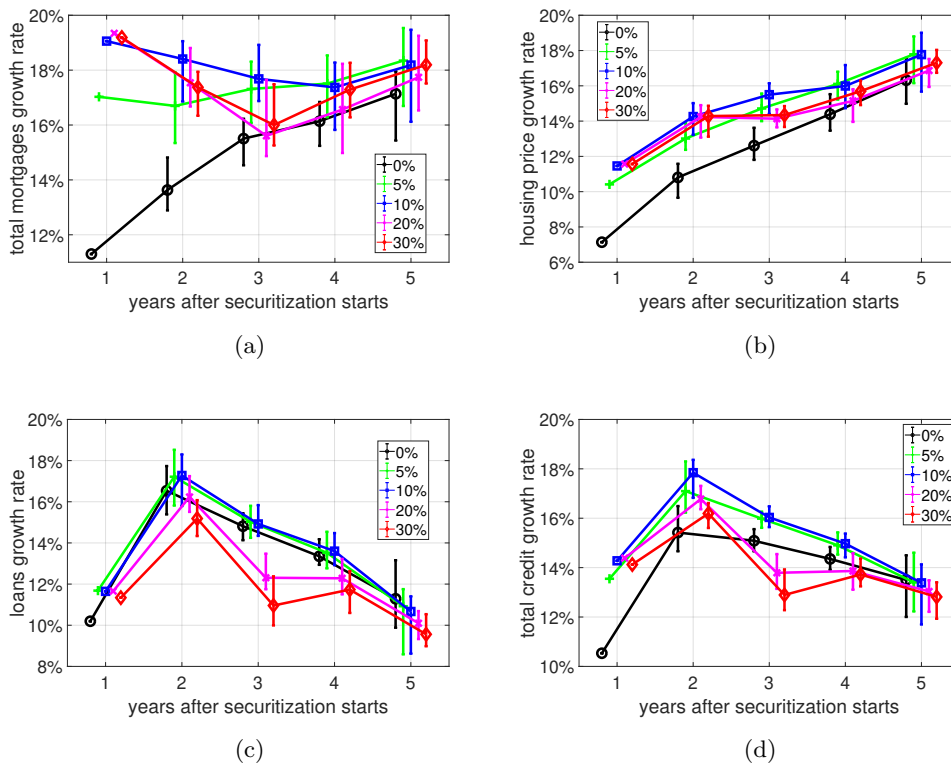 20%
18%
16%
14%
12%
total mortgages growth rate
0%
5%
10%
20%
30%
1 2 3 4 5
years after securitization starts
(a)
20%
18%
16%
14%
12%
10%
8%
6%
housing price growth rate
0%
5%
10%
20%
30%
1 2 3 4 5
years after securitization starts
(b)
20%
18%
16%
14%
12%
10%
8%
loans growth rate
0%
5%
10%
20%
30%
1 2 3 4 5
years after securitization starts
(c)
20%
18%
16%
14%
12%
10%
total credit growth rate
0%
5%
10%
20%
30%
1 2 3 4 5
years after securitization starts
(d)